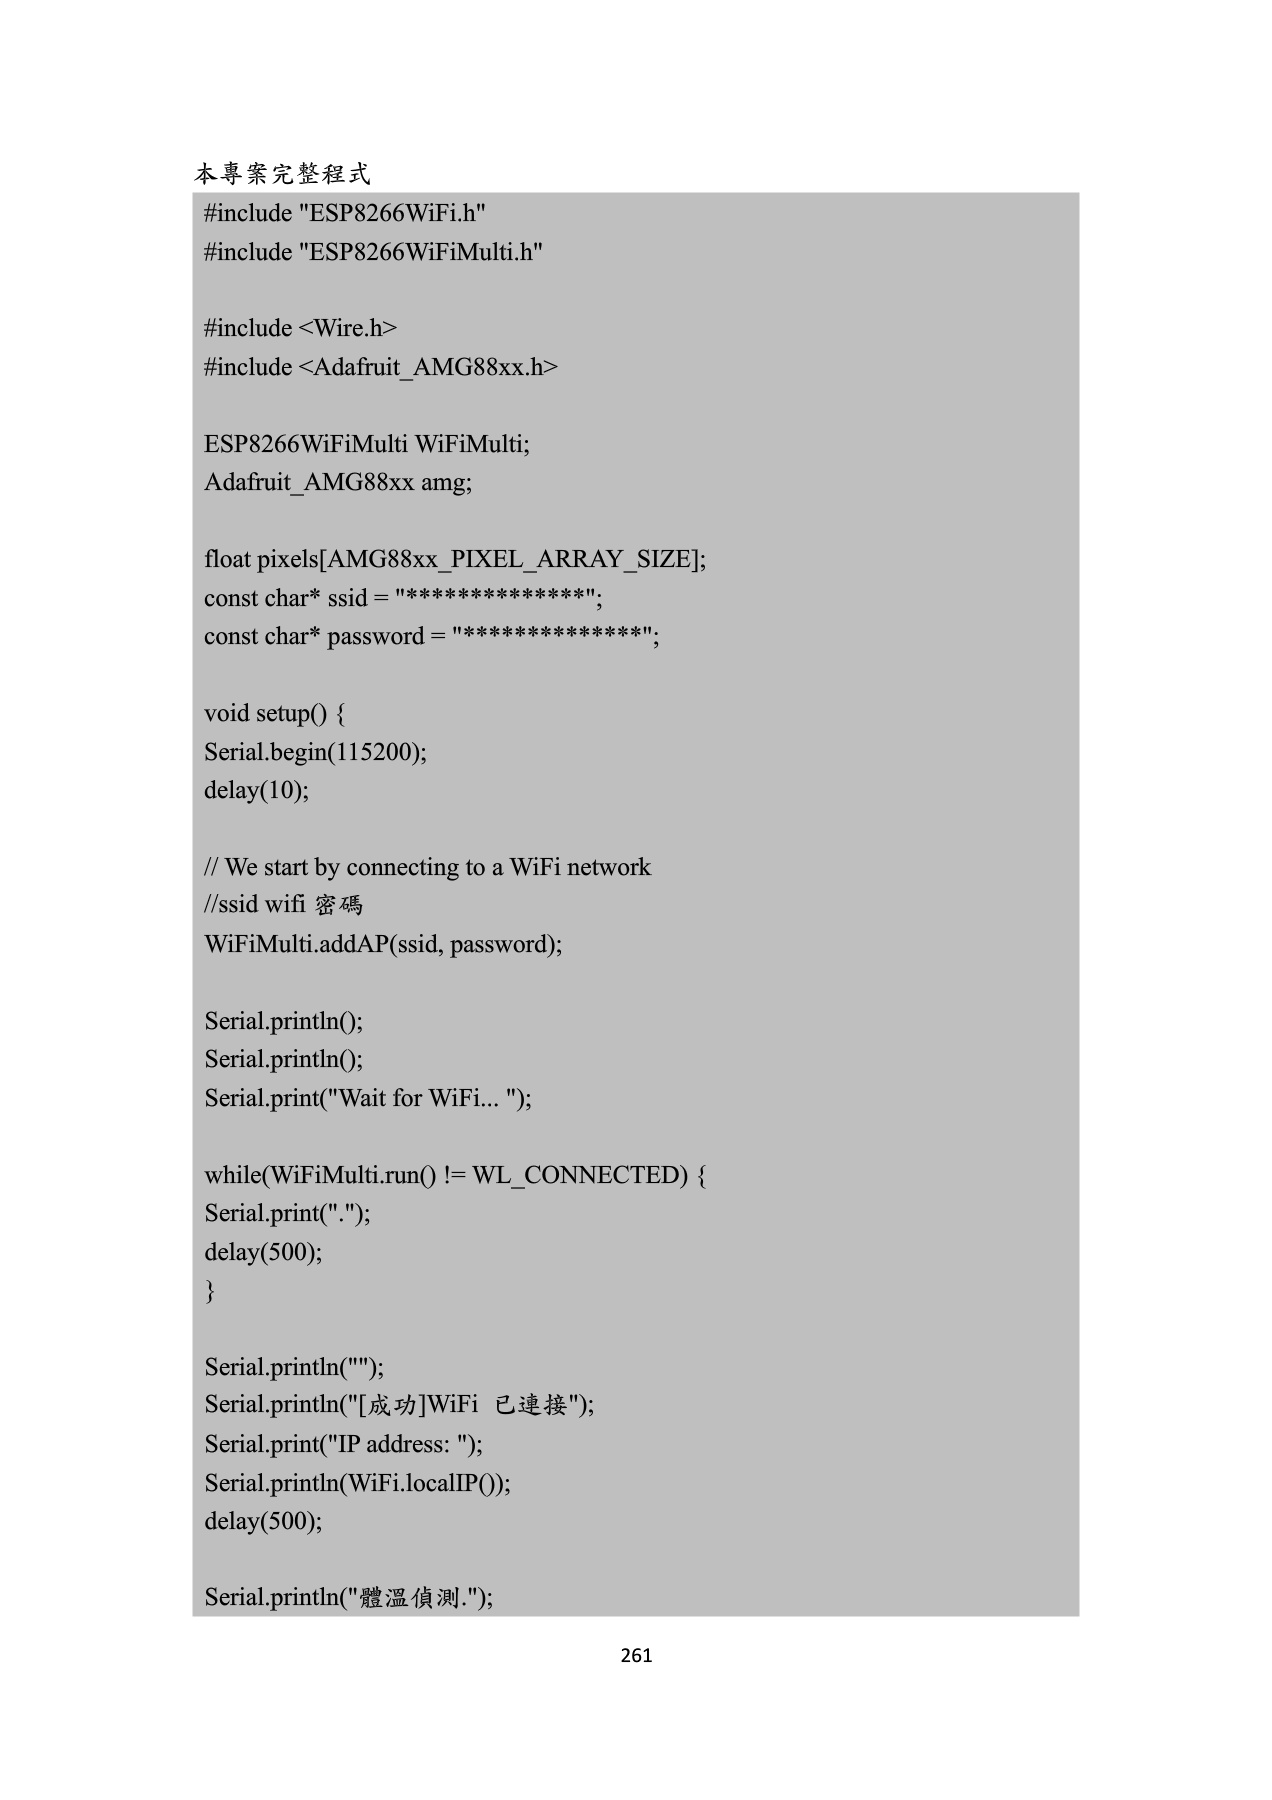 本專案完整程式
#include "ESP8266WiFi.h"
#include "ESP8266WiFiMulti.h"
#include <Wire.h>
#include <Adafruit_AMG88xx.h>
ESP8266WiFiMulti WiFiMulti;
Adafruit_AMG88xx amg;
float pixels[AMG88xx_PIXEL_ARRAY_SIZE];
const char* ssid = "**************";
const char* password = "**************";
void setup() {
Serial.begin(115200);
delay(10);
// We start by connecting to a WiFi network
//ssid wifi 密碼
WiFiMulti.addAP(ssid, password);
Serial.println();
Serial.println();
Serial.print("Wait for WiFi... ");
while(WiFiMulti.run() != WL_CONNECTED) {
Serial.print(".");
delay(500);
}
Serial.println("");
Serial.println("[成功]WiFi 已連接");
Serial.print("IP address: ");
Serial.println(WiFi.localIP());
delay(500);
Serial.println("體溫偵測.");
261